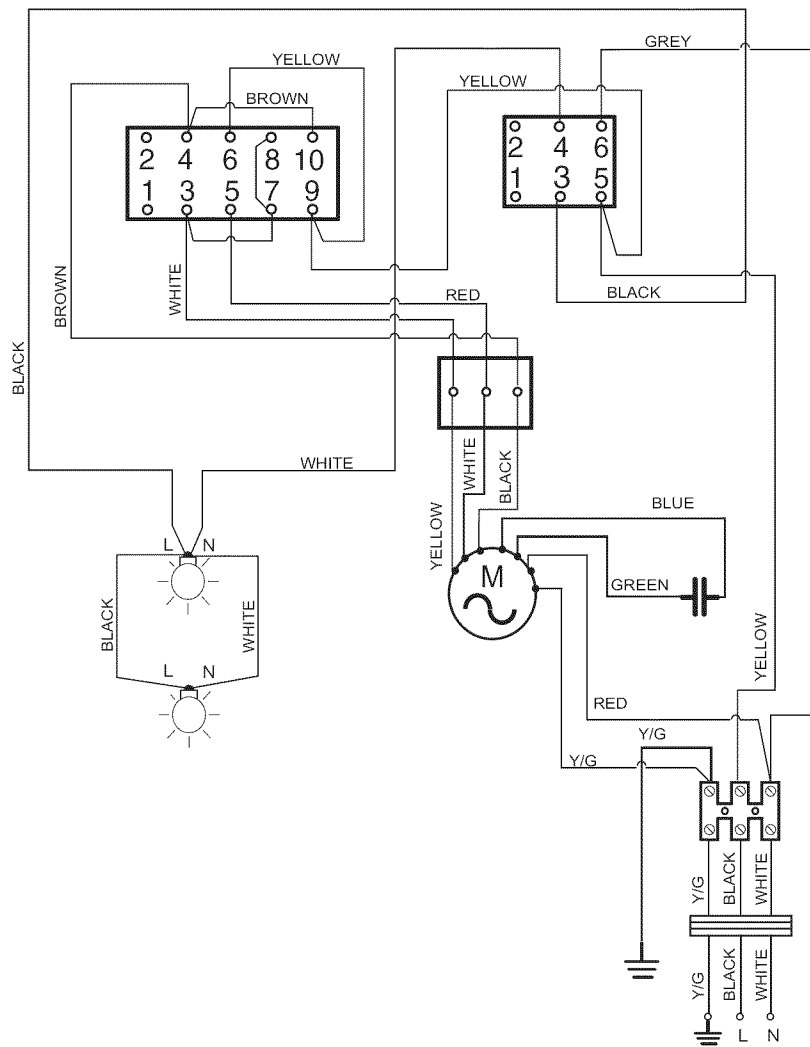 GREY
YELLOW
YELLOW
BROWN
2 4 6 8 10
1 3 5 7 9
2 4 6
1 3 5
BROWN
WHITE
RED
BLACK
BLACK
WHITE
WHITE
BLACK
YELLOW
BLUE
L N
M
GREEN
BLACK
WHITE
YELLOW
L N
RED
Y/G
Y/G
Y/G
BLACK
WHITE
Y/G
BLACK
WHITE
L N